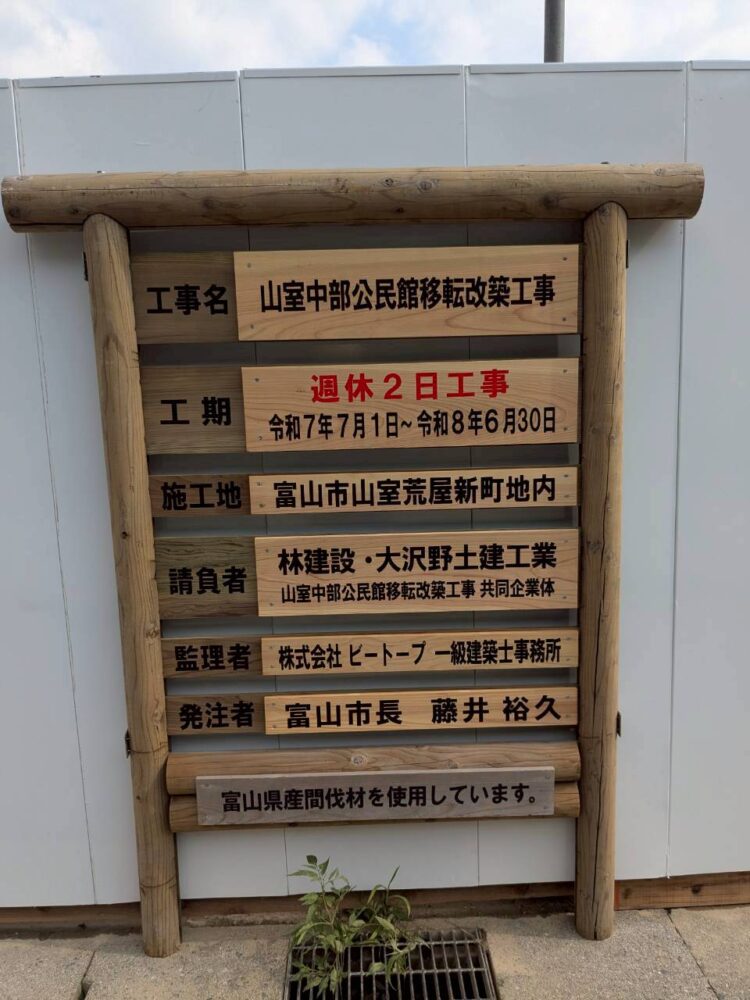 工事名 山室中部公民館移転改築工事
工期 週休2日工事
令和7年7月1日~令和8年6月30日
施工地 富山市山室荒屋新町地内
請負者 林建設・大沢野土建工業
山室中部公民館移転改築工事 共同企業体
監理者 株式会社 ビートープ 一級建築士事務所
発注者 富山市長 藤井 裕久
富山県産間伐材を使用しています。